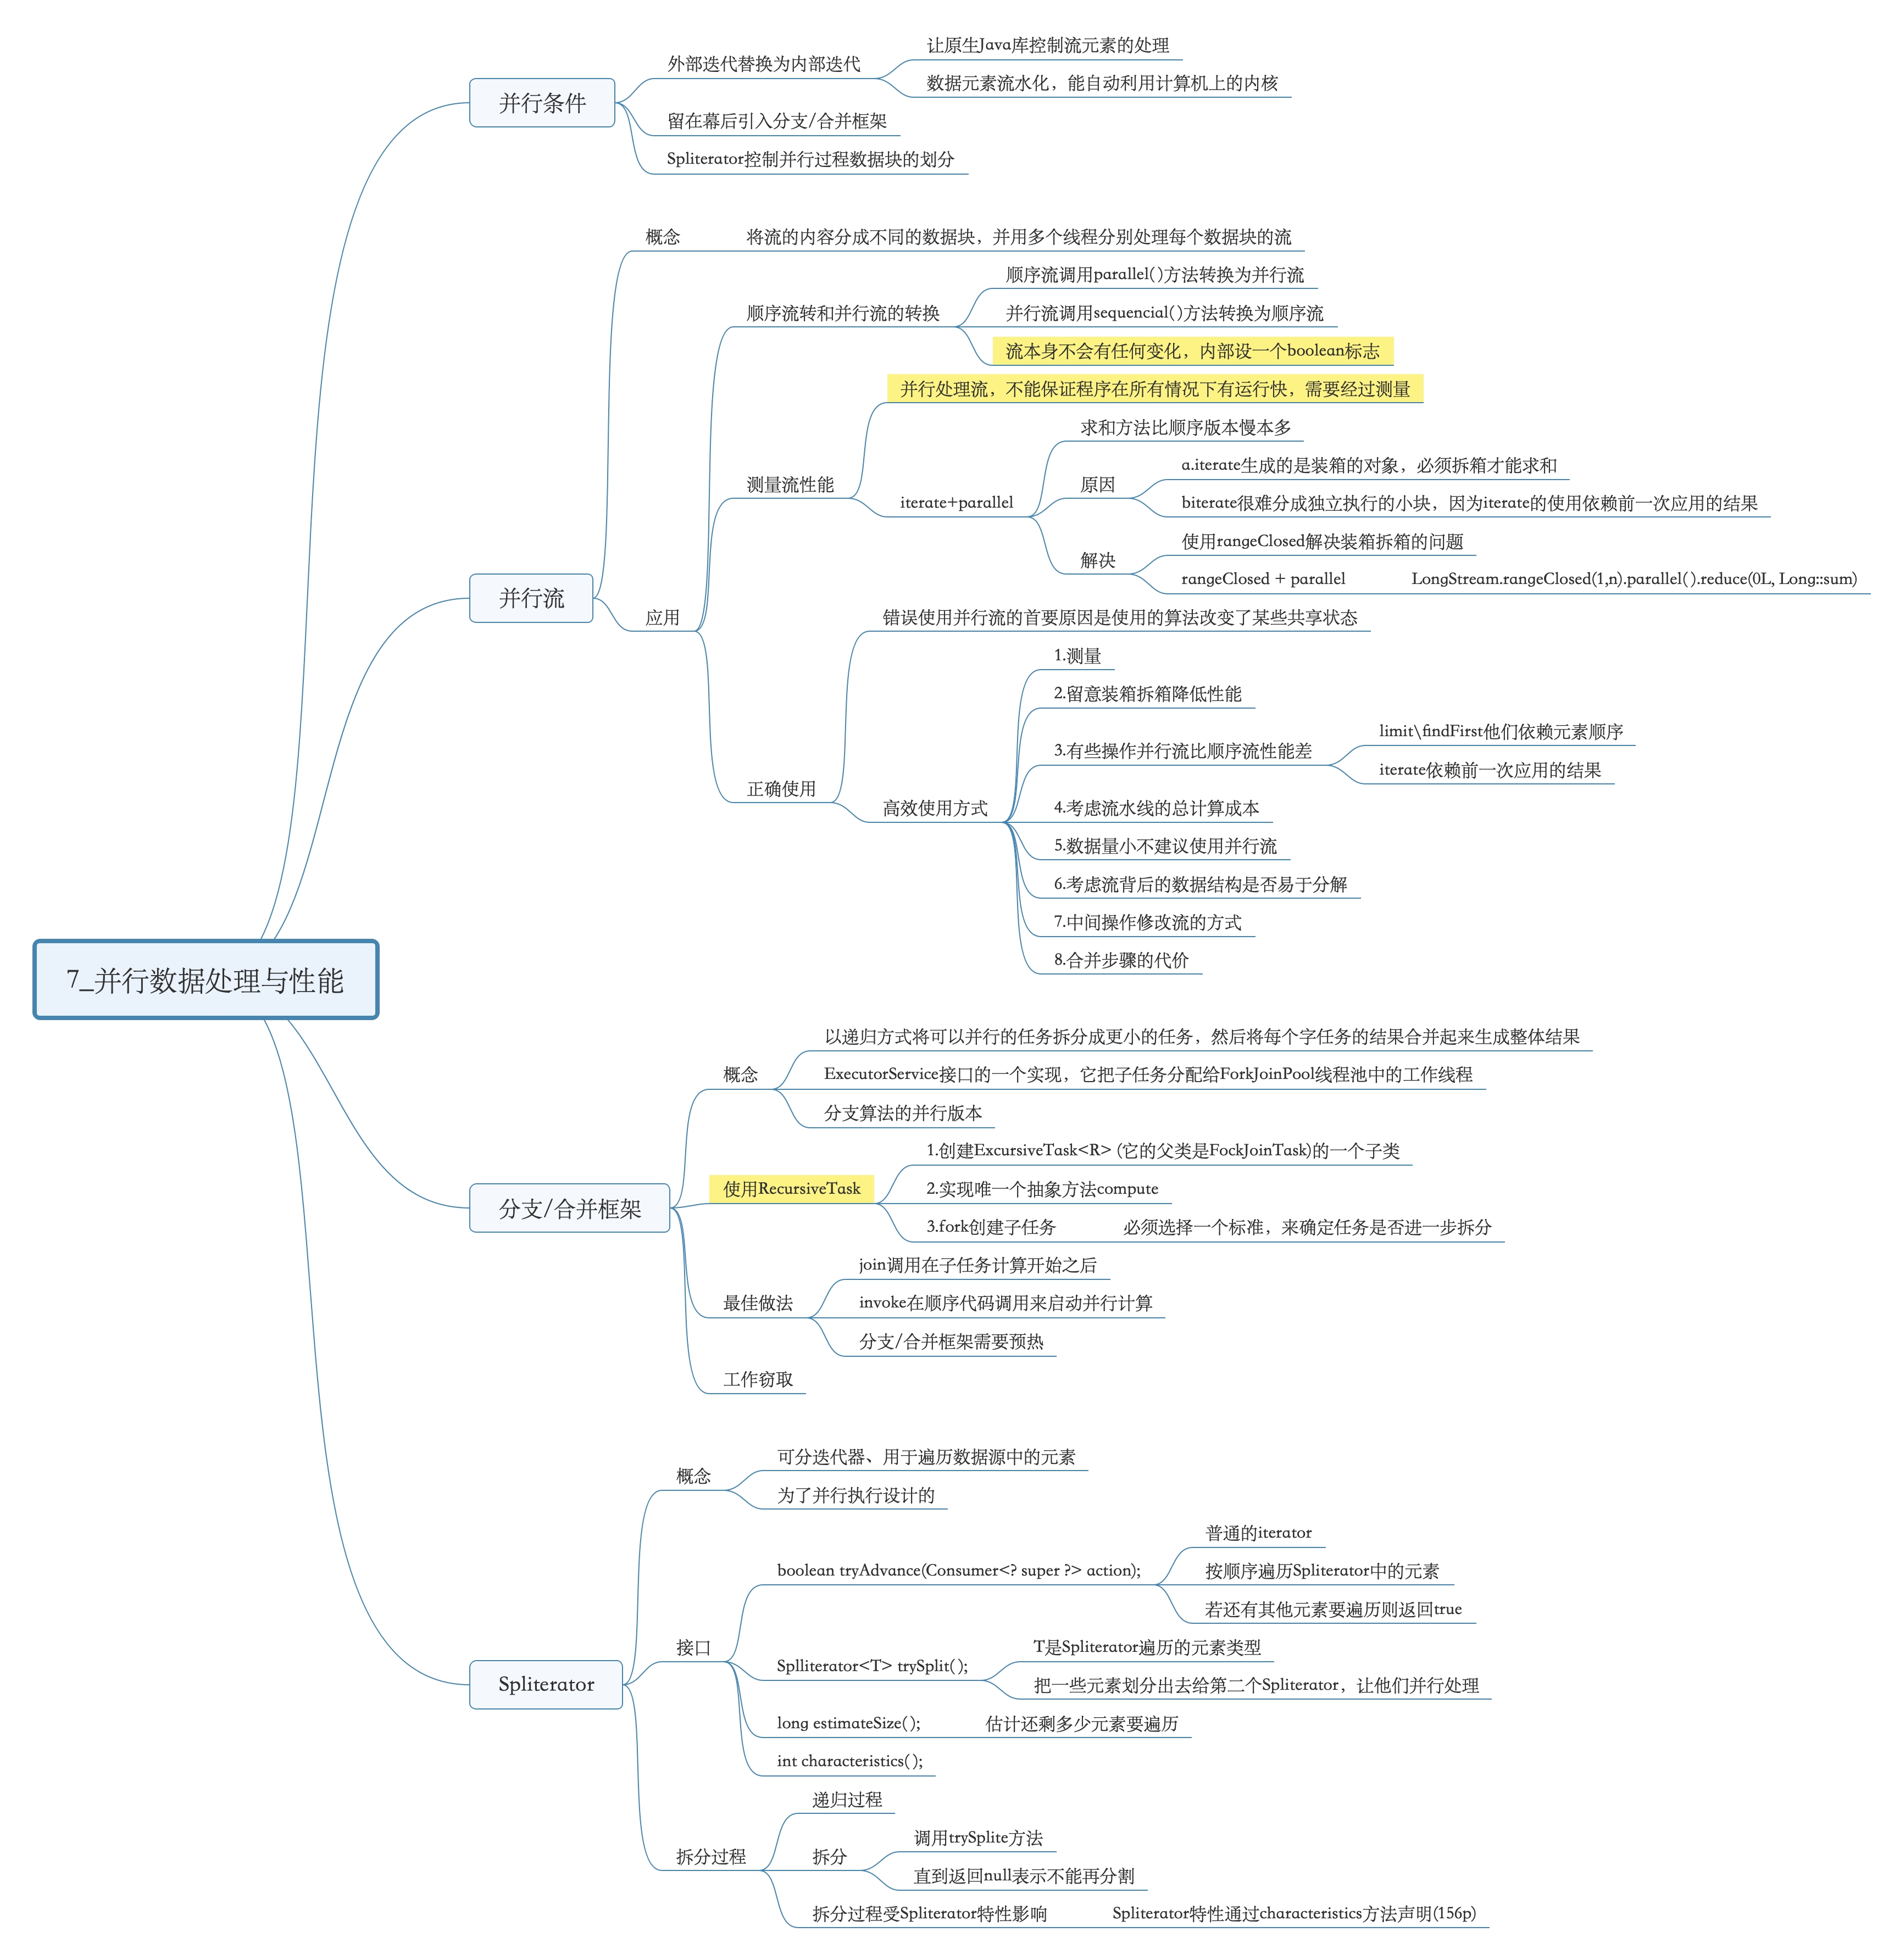 7_并行数据处理与性能
并行条件
外部迭代替换为内部迭代
让原生Java库控制流元素的处理
数据元素流水化，能自动利用计算机上的内核
留在幕后引入分支/合并框架
Spliterator控制并行过程数据块的划分
并行流
概念
将流的内容分成不同的数据块，并用多个线程分别处理每个数据块的流
应用
顺序流转和并行流的转换
顺序流调用parallel()方法转换为并行流
并行流调用sequencial()方法转换为顺序流
流本身不会有任何变化，内部设一个boolean标志
测量流性能
并行处理流，不能保证程序在所有情况下有运行快，需要经过测量
iterate+parallel
求和方法比顺序版本慢本多
原因
a.iterate生成的是装箱的对象，必须拆箱才能求和
biterate很难分成独立执行的小块，因为iterate的使用依赖前一次应用的结果
解决
使用rangeClosed解决装箱拆箱的问题
rangeClosed + parallel
LongStream.rangeClosed(1,n).parallel().reduce(0L, Long::sum)
正确使用
错误使用并行流的首要原因是使用的算法改变了某些共享状态
高效使用方式
1.测量
2.留意装箱拆箱降低性能
3.有些操作并行流比顺序流性能差
limit\findFirst他们依赖元素顺序
iterate依赖前一次应用的结果
4.考虑流水线的总计算成本
5.数据量小不建议使用并行流
6.考虑流背后的数据结构是否易于分解
7.中间操作修改流的方式
8.合并步骤的代价
分支/合并框架
概念
以递归方式将可以并行的任务拆分成更小的任务，然后将每个字任务的结果合并起来生成整体结果
ExecutorService接口的一个实现，它把子任务分配给ForkJoinPool线程池中的工作线程
分支算法的并行版本
使用RecursiveTask
1.创建ExcursiveTask<R> (它的父类是FockJoinTask)的一个子类
2.实现唯一个抽象方法compute
3.fork创建子任务
必须选择一个标准，来确定任务是否进一步拆分
最佳做法
join调用在子任务计算开始之后
invoke在顺序代码调用来启动并行计算
分支/合并框架需要预热
工作窃取
Spliterator
概念
可分迭代器、用于遍历数据源中的元素
为了并行执行设计的
接口
boolean tryAdvance(Consumer<? super ?> action);
普通的iterator
按顺序遍历Spliterator中的元素
若还有其他元素要遍历则返回true
Splliterator<T> trySplit();
T是Spliterator遍历的元素类型
把一些元素划分出去给第二个Spliterator，让他们并行处理
long estimateSize();
估计还剩多少元素要遍历
int characteristics();
拆分过程
递归过程
拆分
调用trySplite方法
直到返回null表示不能再分割
拆分过程受Spliterator特性影响
Spliterator特性通过characteristics方法声明(156p)